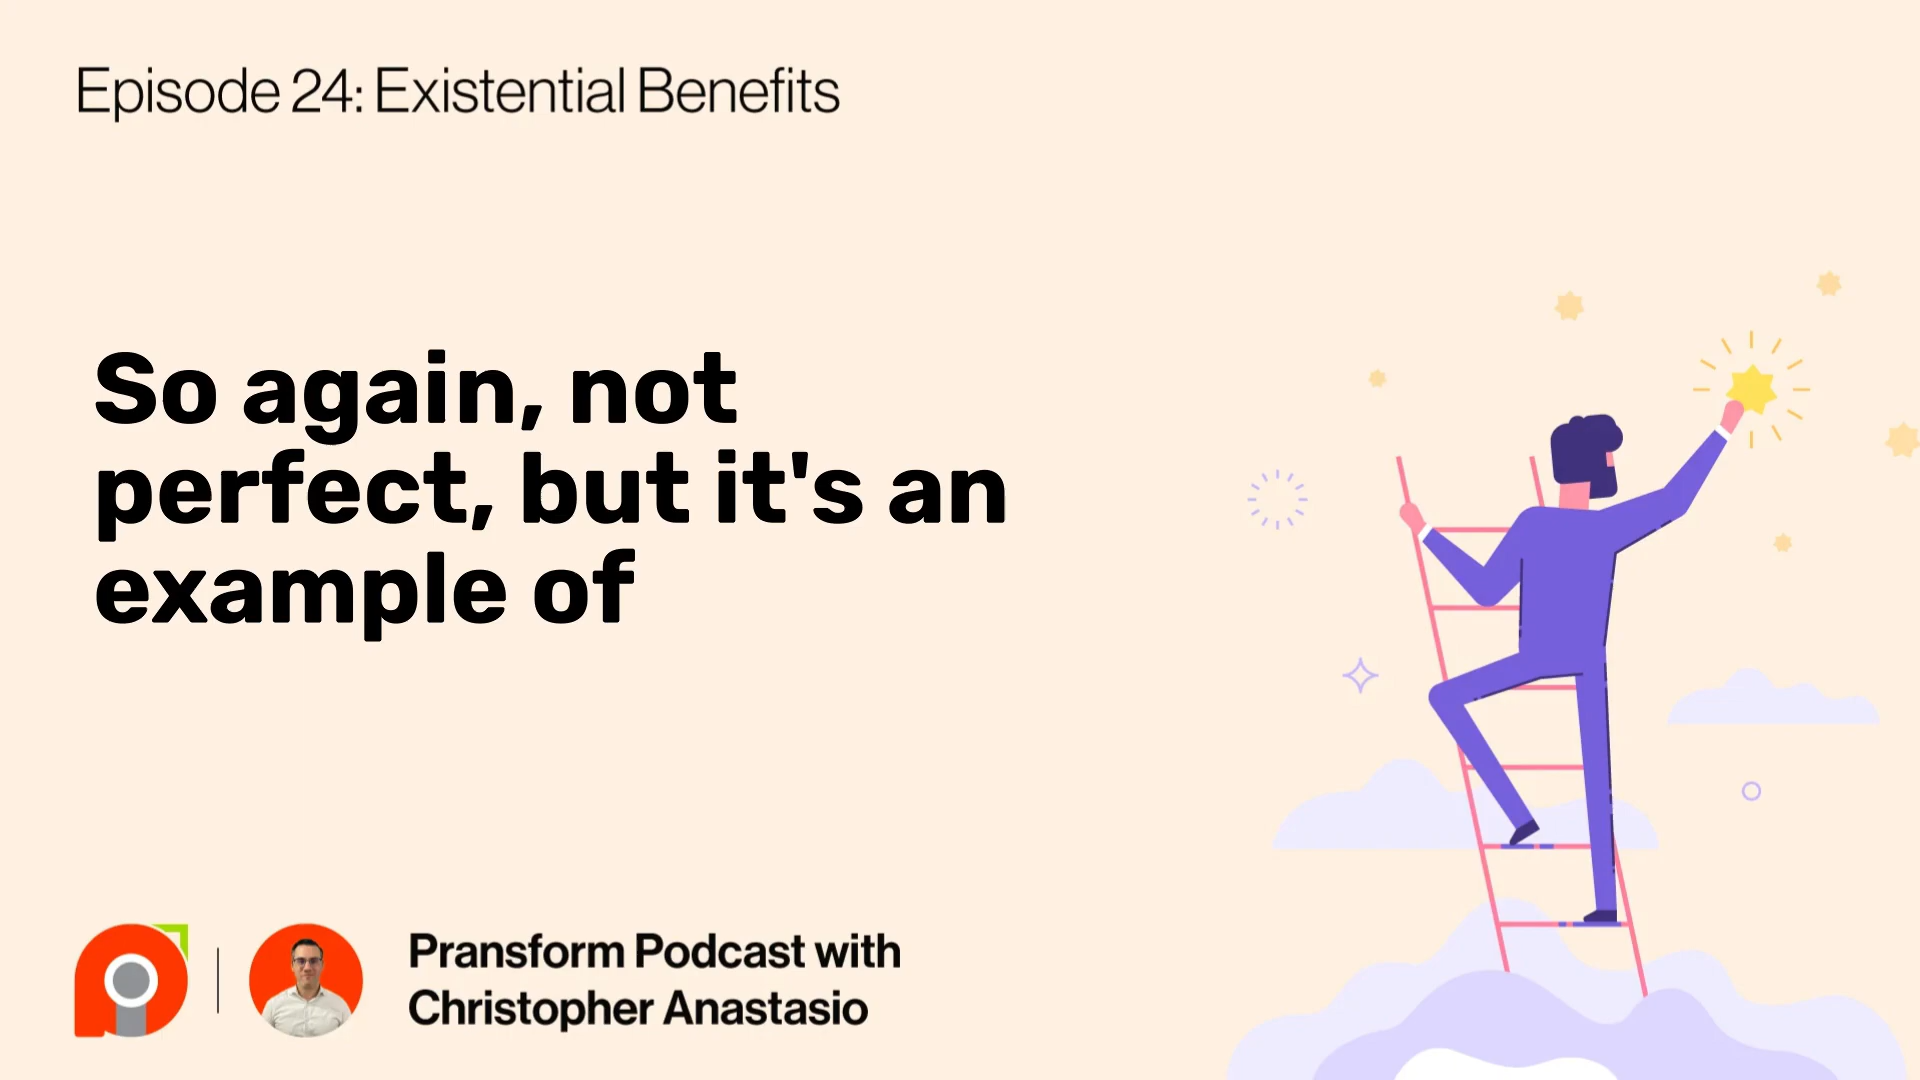 Episode 24: Existential Benefits
So again, not
perfect, but it's an
example of
Pransform Podcast with
Christopher Anastasio